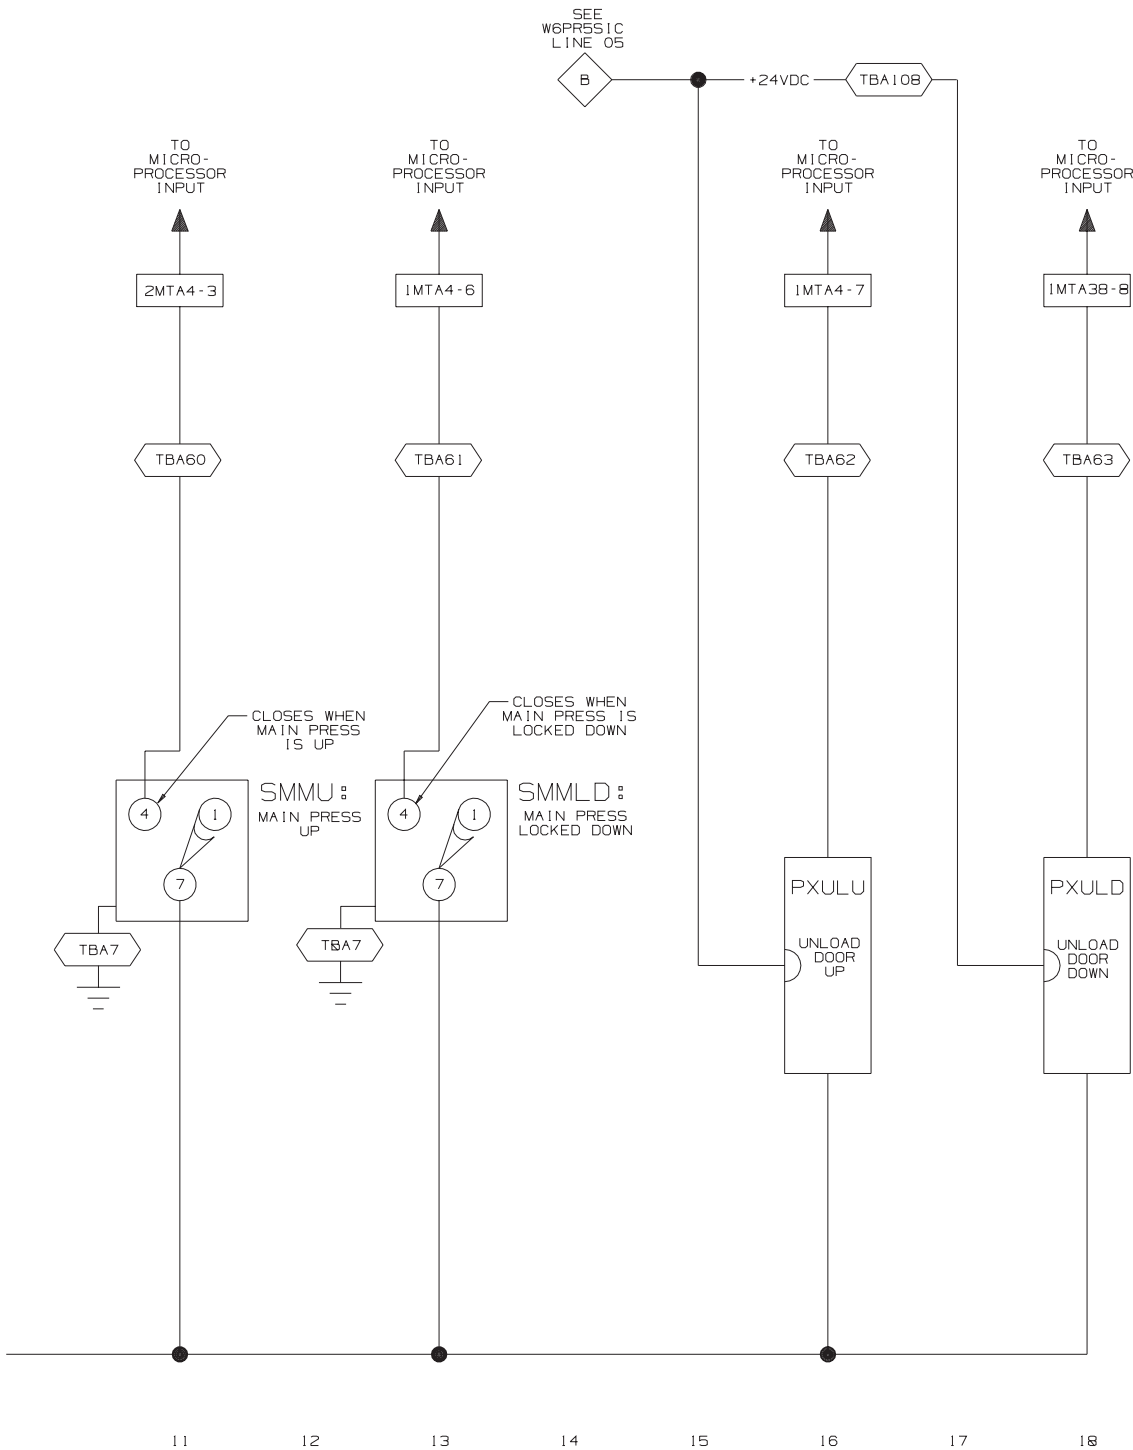 SEE
W6PR5SIC
LINE 05
B
+24VDC
TBA108
TO
MICRO-
PROCESSOR
INPUT
TO
MICRO-
PROCESSOR
INPUT
TO
MICRO-
PROCESSOR
INPUT
TO
MICRO-
PROCESSOR
INPUT
2MTA4-3
1MTA4-6
1MTA4-7
1MTA38-8
TBA60
TBA61
TBA62
TBA63
CLOSES WHEN
MAIN PRESS
IS UP
CLOSES WHEN
MAIN PRESS IS
LOCKED DOWN
4
1
7
SMMU:
MAIN PRESS
UP
4
1
7
SMMLD:
MAIN PRESS
LOCKED DOWN
TBA7
TBA7
PXULU
UNLOAD
DOOR
UP
PXULD
UNLOAD
DOOR
DOWN
11 12 13 14 15 16 17 18